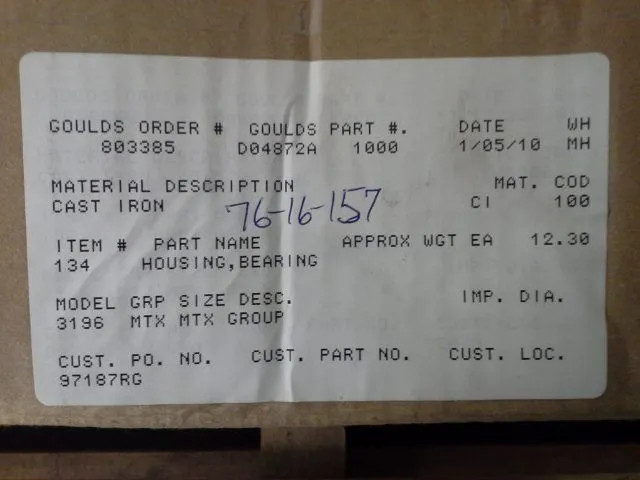 GOULDS ORDER # GOULDS PART #. DATE WH
803385 D04872A 1000 1/05/10 MH
MATERIAL DESCRIPTION MAT. COD
CAST IRON CI 100
76-16-157
ITEM # PART NAME APPROX WGT EA 12.30
134 HOUSING,BEARING
MODEL GRP SIZE DESC. IMP. DIA.
3196 MTX MTX GROUP
CUST. PO. NO. CUST. PART NO. CUST. LOC.
97187RG